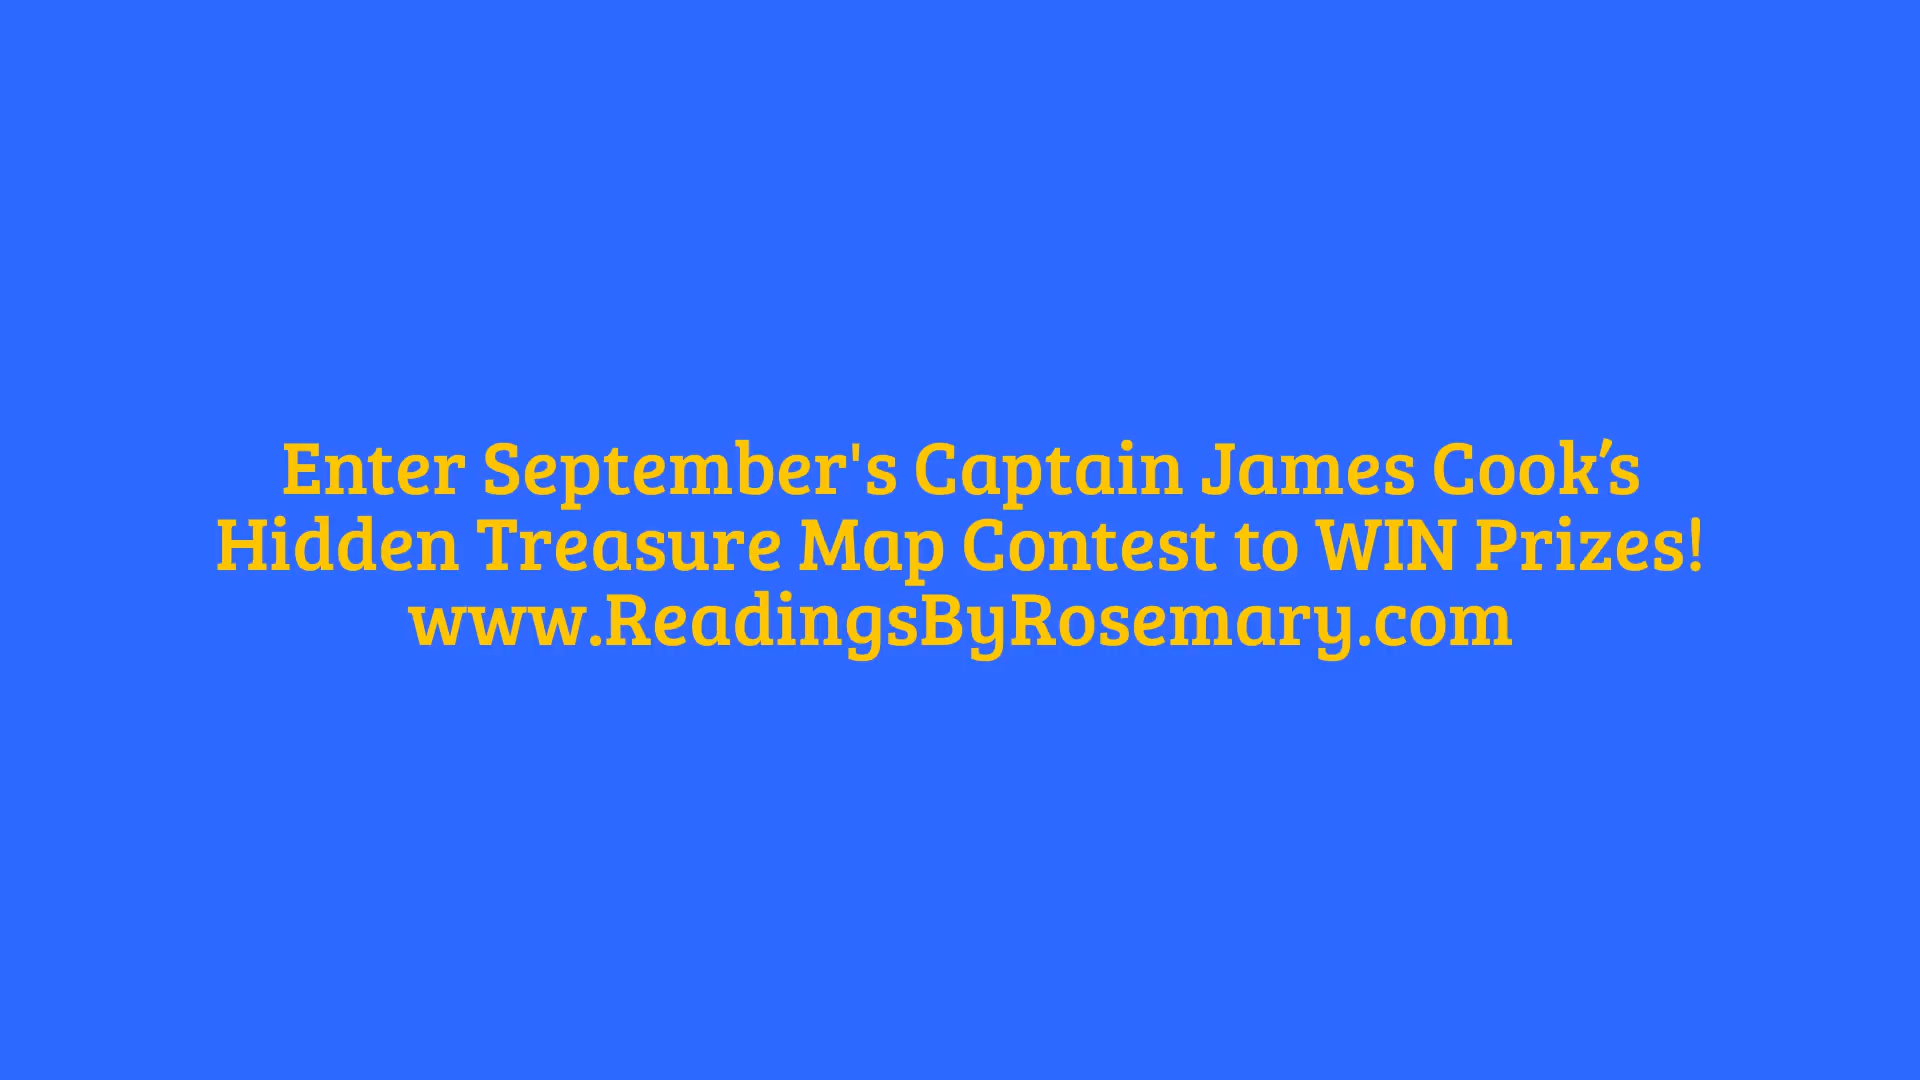 Enter September's Captain James Cook’s
Hidden Treasure Map Contest to WIN Prizes!
www.ReadingsByRosemary.com